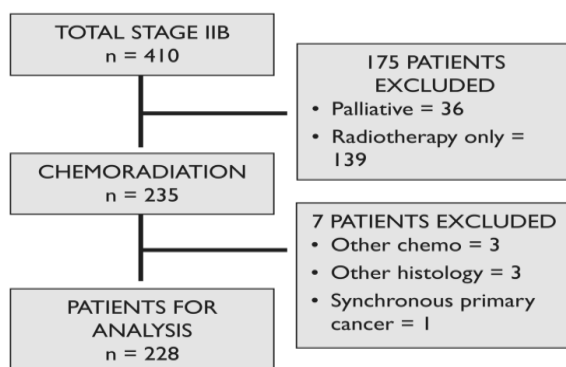 TOTAL STAGE IIB
n = 410
175 PATIENTS
EXCLUDED
• Palliative = 36
• Radiotherapy only =
139
CHEMORADIATION
n = 235
7 PATIENTS EXCLUDED
• Other chemo = 3
• Other histology = 3
• Synchronous primary
cancer = 1
PATIENTS FOR
ANALYSIS
n = 228